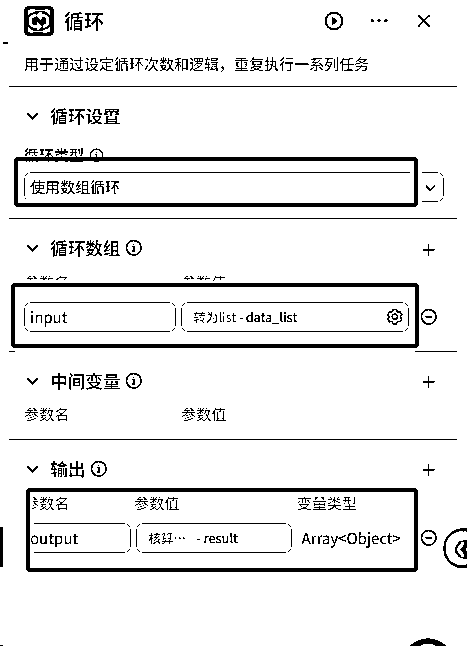 循环
用于通过设定循环次数和逻辑，重复执行一系列任务
循环设置
循环类型
使用数组循环
循环数组
参数名 参数值
input 转为list - data_list
中间变量
参数名 参数值
输出
参数名 参数值 变量类型
output 核算… - result Array<Object>